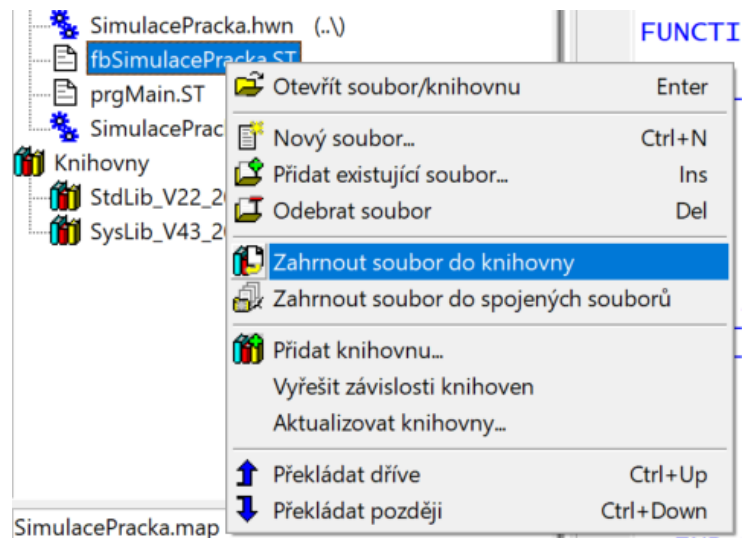 SimulacePracka.hwn (..\)
FUNCTI
fbSimulacePracka.ST
Otevřít soubor/knihovnu Enter
prgMain.ST
SimulacePrac
Nový soubor... Ctrl+N
Knihovny
Přidat existující soubor... Ins
StdLib_V22_2
Odebrat soubor Del
SysLib_V43_2
Zahrnout soubor do knihovny
Zahrnout soubor do spojených souborů
Přidat knihovnu...
Vyřešit závislosti knihoven
Aktualizovat knihovny...
Překládat dříve Ctrl+Up
Překládat později Ctrl+Down
SimulacePracka.map